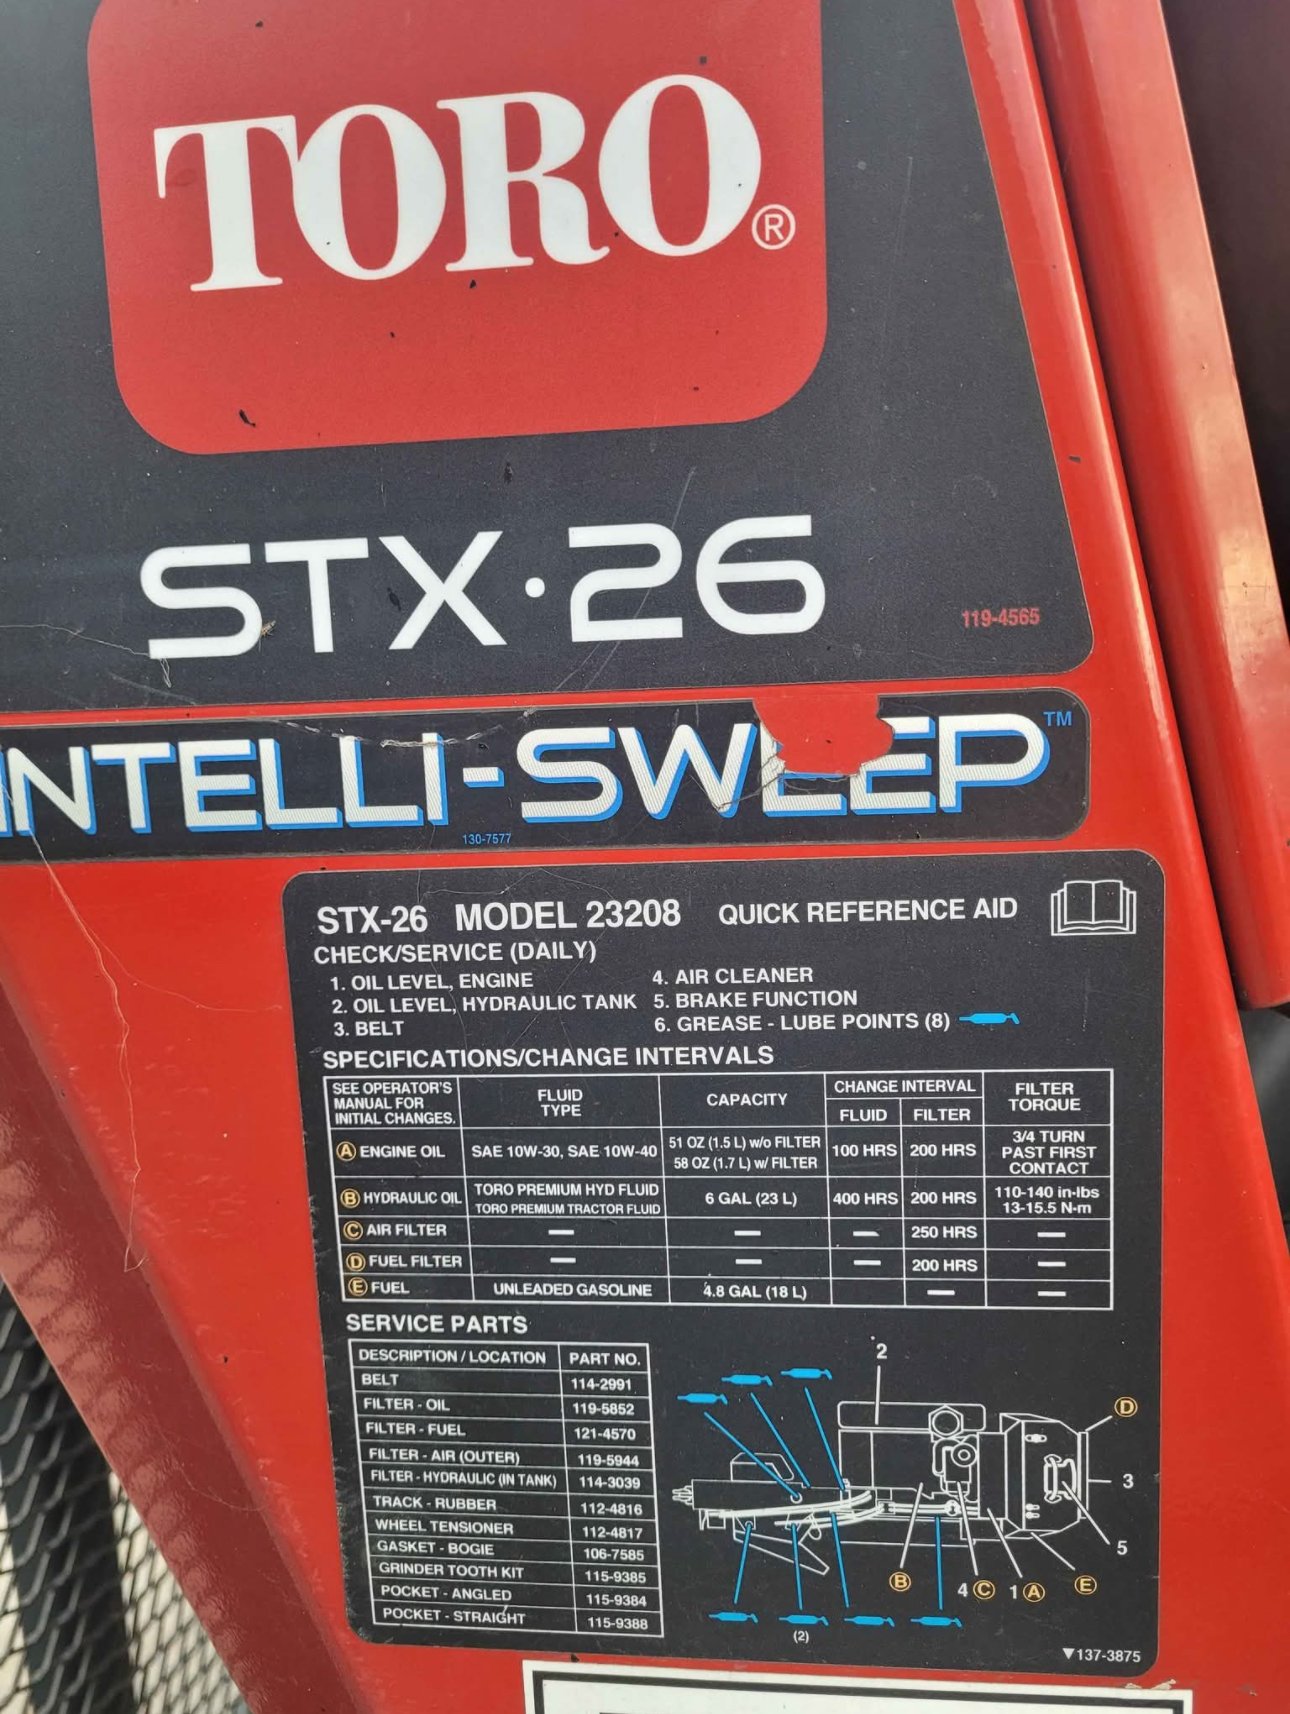 TORO®
STX·26
119-4565
INTELLI-SWEEP™
130-7577
STX-26 MODEL 23208 QUICK REFERENCE AID
CHECK/SERVICE (DAILY)
1. OIL LEVEL, ENGINE 4. AIR CLEANER
2. OIL LEVEL, HYDRAULIC TANK 5. BRAKE FUNCTION
3. BELT 6. GREASE - LUBE POINTS (8)
SPECIFICATIONS/CHANGE INTERVALS
SEE OPERATOR'S MANUAL FOR INITIAL CHANGES. FLUID TYPE CAPACITY CHANGE INTERVAL FLUID FILTER FILTER TORQUE
A ENGINE OIL SAE 10W-30, SAE 10W-40 51 OZ (1.5 L) w/o FILTER 58 OZ (1.7 L) w/ FILTER 100 HRS 200 HRS 3/4 TURN PAST FIRST CONTACT
B HYDRAULIC OIL TORO PREMIUM HYD FLUID TORO PREMIUM TRACTOR FLUID 6 GAL (23 L) 400 HRS 200 HRS 110-140 in-lbs 13-15.5 N-m
C AIR FILTER — — — 250 HRS —
D FUEL FILTER — — — 200 HRS —
E FUEL UNLEADED GASOLINE 4.8 GAL (18 L) — —
SERVICE PARTS
DESCRIPTION / LOCATION PART NO.
BELT 114-2991
FILTER - OIL 119-5852
FILTER - FUEL 121-4570
FILTER - AIR (OUTER) 119-5944
FILTER - HYDRAULIC (IN TANK) 114-3039
TRACK - RUBBER 112-4816
WHEEL TENSIONER 112-4817
GASKET - BOGIE 106-7585
GRINDER TOOTH KIT 115-9385
POCKET - ANGLED 115-9384
POCKET - STRAIGHT 115-9388
2
D
3
5
B 4 C 1 A E
(2)
▼137-3875